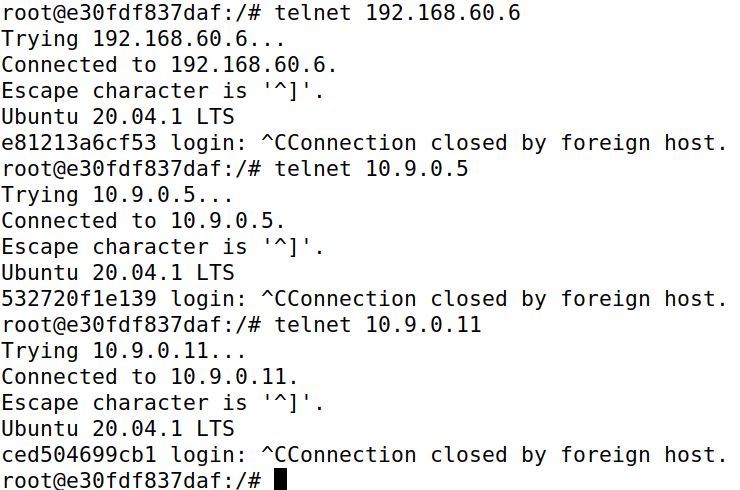 root@e30fdf837daf:/# telnet 192.168.60.6
Trying 192.168.60.6...
Connected to 192.168.60.6.
Escape character is '^]'.
Ubuntu 20.04.1 LTS
e81213a6cf53 login: ^CConnection closed by foreign host.
root@e30fdf837daf:/# telnet 10.9.0.5
Trying 10.9.0.5...
Connected to 10.9.0.5.
Escape character is '^]'.
Ubuntu 20.04.1 LTS
532720f1e139 login: ^CConnection closed by foreign host.
root@e30fdf837daf:/# telnet 10.9.0.11
Trying 10.9.0.11...
Connected to 10.9.0.11.
Escape character is '^]'.
Ubuntu 20.04.1 LTS
ced504699cb1 login: ^CConnection closed by foreign host.
root@e30fdf837daf:/#